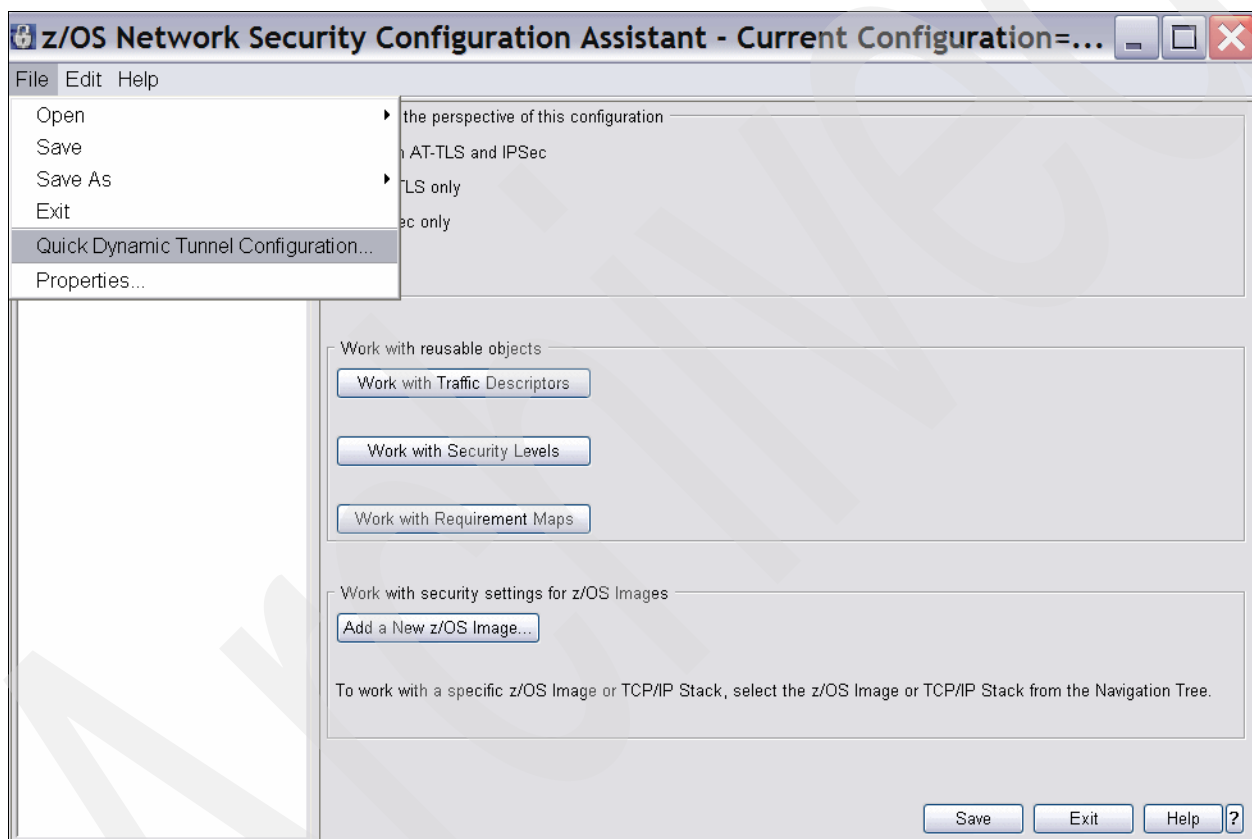 z/OS Network Security Configuration Assistant - Current Configuration=...
File Edit Help
Open
Save
Save As
Exit
Quick Dynamic Tunnel Configuration...
Properties...
the perspective of this configuration
AT-TLS and IPSec
TLS only
only
Work with reusable objects
Work with Traffic Descriptors
Work with Security Levels
Work with Requirement Maps
Work with security settings for z/OS Images
Add a New z/OS Image...
To work with a specific z/OS Image or TCP/IP Stack, select the z/OS Image or TCP/IP Stack from the Navigation Tree.
Save Exit Help ?